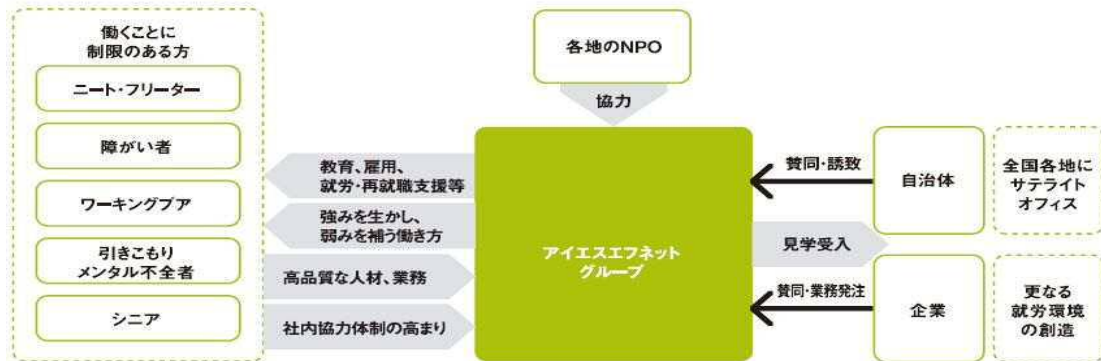 働くことに
制限のある方
ニート・フリーター
障がい者
ワーキングプア
引きこもり
メンタル不全者
シニア
教育、雇用、
就労・再就職支援等
強みを生かし、
弱みを補う働き方
高品質な人材、業務
社内協力体制の高まり
各地のNPO
協力
アイエスエフネット
グループ
賛同・誘致
見学受入
賛同・業務発注
自治体
企業
全国各地に
サテライト
オフィス
更なる
就労環境
の創造